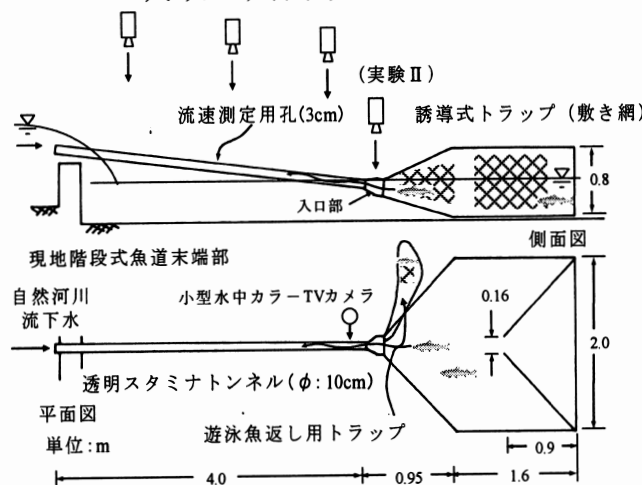 (実験Ⅱ)
流速測定用孔(3cm)
誘導式トラップ(敷き網)
0.8
入口部
側面図
現地階段式魚道末端部
自然河川
流下水
小型水中カラーTVカメラ
0.16
2.0
透明スタミナトンネル(φ:10cm)
平面図
遊泳魚返し用トラップ
単位:m
0.9
4.0
0.95
1.6